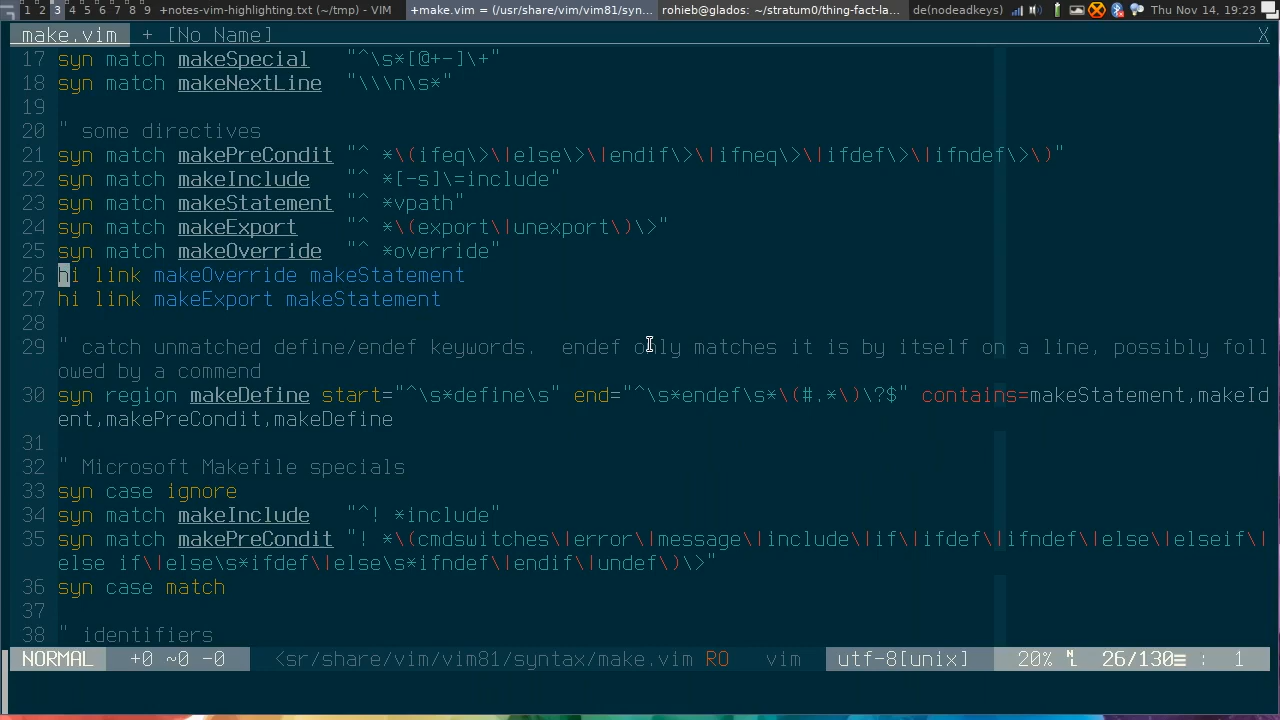 1 2 3 4 5 6 7 8 9 +notes-vim-highlighting.txt (~/tmp) - VIM +make.vim = (/usr/share/vim/vim81/syn... rohieb@glados: ~/stratum0/thing-fact-la... de(nodeadkeys) Thu Nov 14, 19:23
make.vim + [No Name] X
17 syn match makeSpecial "^\s*[@+-]\+"
18 syn match makeNextLine "\\\n\s*"
19
20 " some directives
21 syn match makePreCondit "^ *\(ifeq\>\|else\>\|endif\>\|ifneq\>\|ifdef\>\|ifndef\>\)"
22 syn match makeInclude "^ *[-s]\=include"
23 syn match makeStatement "^ *vpath"
24 syn match makeExport "^ *\(export\|unexport\)\>"
25 syn match makeOverride "^ *override"
26 hi link makeOverride makeStatement
27 hi link makeExport makeStatement
28
29 " catch unmatched define/endef keywords.  endef only matches it is by itself on a line, possibly foll
owed by a commend
30 syn region makeDefine start="^\s*define\s" end="^\s*endef\s*\(#.*\)\?$" contains=makeStatement,makeId
ent,makePreCondit,makeDefine
31
32 " Microsoft Makefile specials
33 syn case ignore
34 syn match makeInclude "^! *include"
35 syn match makePreCondit "! *\(cmdswitches\|error\|message\|include\|if\|ifdef\|ifndef\|else\|elseif\|
else if\|else\s*ifdef\|else\s*ifndef\|endif\|undef\)\>"
36 syn case match
37
38 " identifiers
NORMAL +0 ~0 -0 <sr/share/vim/vim81/syntax/make.vim RO vim utf-8[unix] 20% ㏑ 26/130≡ : 1